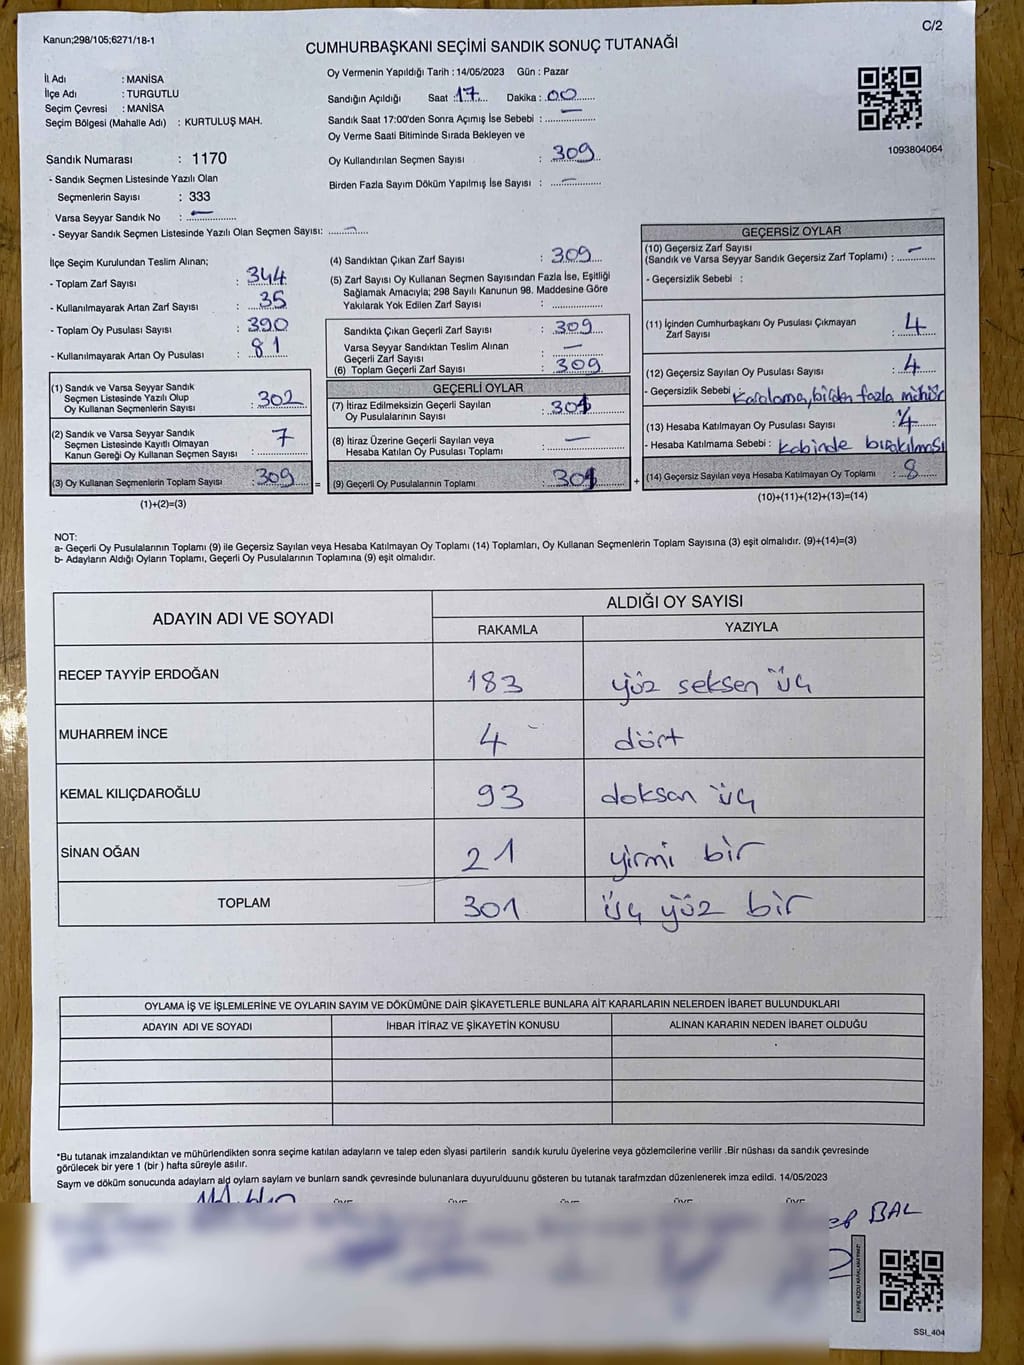 Kanun;298/105;6271/18-1
C/2
CUMHURBAŞKANI SEÇİMİ SANDIK SONUÇ TUTANAĞI
İl Adı : MANİSA
İlçe Adı : TURGUTLU
Seçim Çevresi : MANİSA
Seçim Bölgesi (Mahalle Adı) : KURTULUŞ MAH.
Sandık Numarası : 1170
- Sandık Seçmen Listesinde Yazılı Olan
Seçmenlerin Sayısı : 333
Varsa Seyyar Sandık No : —
- Seyyar Sandık Seçmen Listesinde Yazılı Olan Seçmen Sayısı: —
Oy Vermenin Yapıldığı Tarih : 14/05/2023 Gün : Pazar
Sandığın Açıldığı Saat : 17 Dakika : 00
Sandık Saat 17:00'den Sonra Açımış İse Sebebi : —
Oy Verme Saati Bitiminde Sırada Bekleyen ve
Oy Kullandırılan Seçmen Sayısı : 309
Birden Fazla Sayım Döküm Yapılmış İse Sayısı : —
1093804064
İlçe Seçim Kurulundan Teslim Alınan;
- Toplam Zarf Sayısı : 344
- Kullanılmayarak Artan Zarf Sayısı : 35
- Toplam Oy Pusulası Sayısı : 390
- Kullanılmayarak Artan Oy Pusulası : 81
(1) Sandık ve Varsa Seyyar Sandık
Seçmen Listesinde Yazılı Olup
Oy Kullanan Seçmenlerin Sayısı : 302
(2) Sandık ve Varsa Seyyar Sandık
Seçmen Listesinde Kayıtlı Olmayan
Kanun Gereği Oy Kullanan Seçmen Sayısı : 7
(3) Oy Kullanan Seçmenlerin Toplam Sayısı : 309 =
(1)+(2)=(3)
(4) Sandıktan Çıkan Zarf Sayısı : 309
(5) Zarf Sayısı Oy Kullanan Seçmen Sayısından Fazla İse, Eşitliği
Sağlamak Amacıyla; 298 Sayılı Kanunun 98. Maddesine Göre
Yakılarak Yok Edilen Zarf Sayısı :
Sandıkta Çıkan Geçerli Zarf Sayısı : 309
Varsa Seyyar Sandıktan Teslim Alınan
Geçerli Zarf Sayısı : —
(6) Toplam Geçerli Zarf Sayısı : 309
GEÇERLİ OYLAR
(7) İtiraz Edilmeksizin Geçerli Sayılan
Oy Pusulalarının Sayısı : 301
(8) İtiraz Üzerine Geçerli Sayılan veya
Hesaba Katılan Oy Pusulası Toplamı : —
(9) Geçerli Oy Pusulalarının Toplamı : 301 +
GEÇERSİZ OYLAR
(10) Geçersiz Zarf Sayısı
(Sandık ve Varsa Seyyar Sandık Geçersiz Zarf Toplamı) : —
- Geçersizlik Sebebi :
(11) İçinden Cumhurbaşkanı Oy Pusulası Çıkmayan
Zarf Sayısı : 4
(12) Geçersiz Sayılan Oy Pusulası Sayısı : 4
- Geçersizlik Sebebi : Karalama, birden fazla mühür
(13) Hesaba Katılmayan Oy Pusulası Sayısı :
- Hesaba Katılmama Sebebi : kabinde bırakılması
(14) Geçersiz Sayılan veya Hesaba Katılmayan Oy Toplamı : 8
(10)+(11)+(12)+(13)=(14)
NOT:
a- Geçerli Oy Pusulalarının Toplamı (9) ile Geçersiz Sayılan veya Hesaba Katılmayan Oy Toplamı (14) Toplamları, Oy Kullanan Seçmenlerin Toplam Sayısına (3) eşit olmalıdır. (9)+(14)=(3)
b- Adayların Aldığı Oyların Toplamı, Geçerli Oy Pusulalarının Toplamına (9) eşit olmalıdır.
ADAYIN ADI VE SOYADI
ALDIĞI OY SAYISI
RAKAMLA YAZIYLA
RECEP TAYYİP ERDOĞAN 183 yüz seksen üç
MUHARREM İNCE 4 dört
KEMAL KILIÇDAROĞLU 93 doksan üç
SİNAN OĞAN 21 yirmi bir
TOPLAM 301 üç yüz bir
OYLAMA İŞ VE İŞLEMLERİNE VE OYLARIN SAYIM VE DÖKÜMÜNE DAİR ŞİKAYETLERLE BUNLARA AİT KARARLARIN NELERDEN İBARET BULUNDUKLARI
ADAYIN ADI VE SOYADI İHBAR İTİRAZ VE ŞİKAYETİN KONUSU ALINAN KARARIN NEDEN İBARET OLDUĞU
*Bu tutanak imzalandıktan ve mühürlendikten sonra seçime katılan adayların ve talep eden siyasi partilerin sandık kurulu üyelerine veya gözlemcilerine verilir .Bir nüshası da sandık çevresinde
görülecek bir yere 1 (bir ) hafta süreyle asılır.
Sayım ve döküm sonucunda adayların aldı oyların sayların ve bunların sandk çevresinde bulunanlara duyurulduunu gösteren bu tutanak tarafmzdan düzenlenerek imza edildi. 14/05/2023
BAL
SSI_404